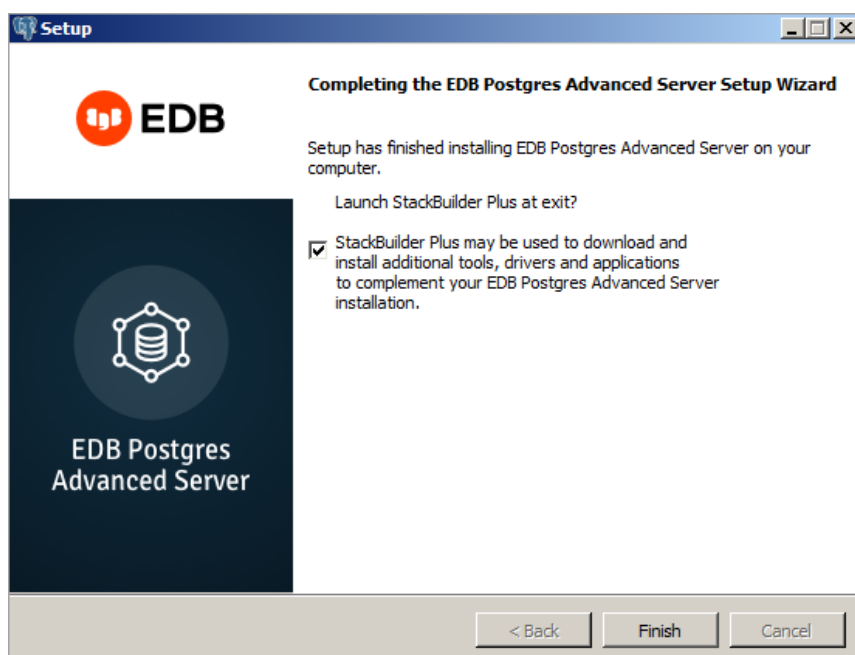 Setup
EDB
Completing the EDB Postgres Advanced Server Setup Wizard
Setup has finished installing EDB Postgres Advanced Server on your
computer.
Launch StackBuilder Plus at exit?
StackBuilder Plus may be used to download and
install additional tools, drivers and applications
to complement your EDB Postgres Advanced Server
installation.
EDB Postgres
Advanced Server
< Back
Finish
Cancel